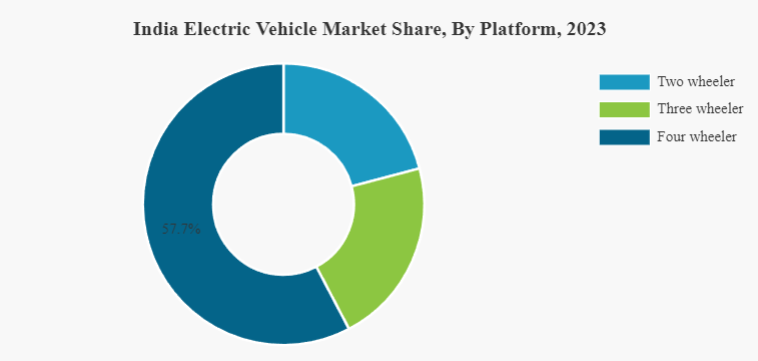 India Electric Vehicle Market Share, By Platform, 2023
Two wheeler
Three wheeler
Four wheeler
57.7%